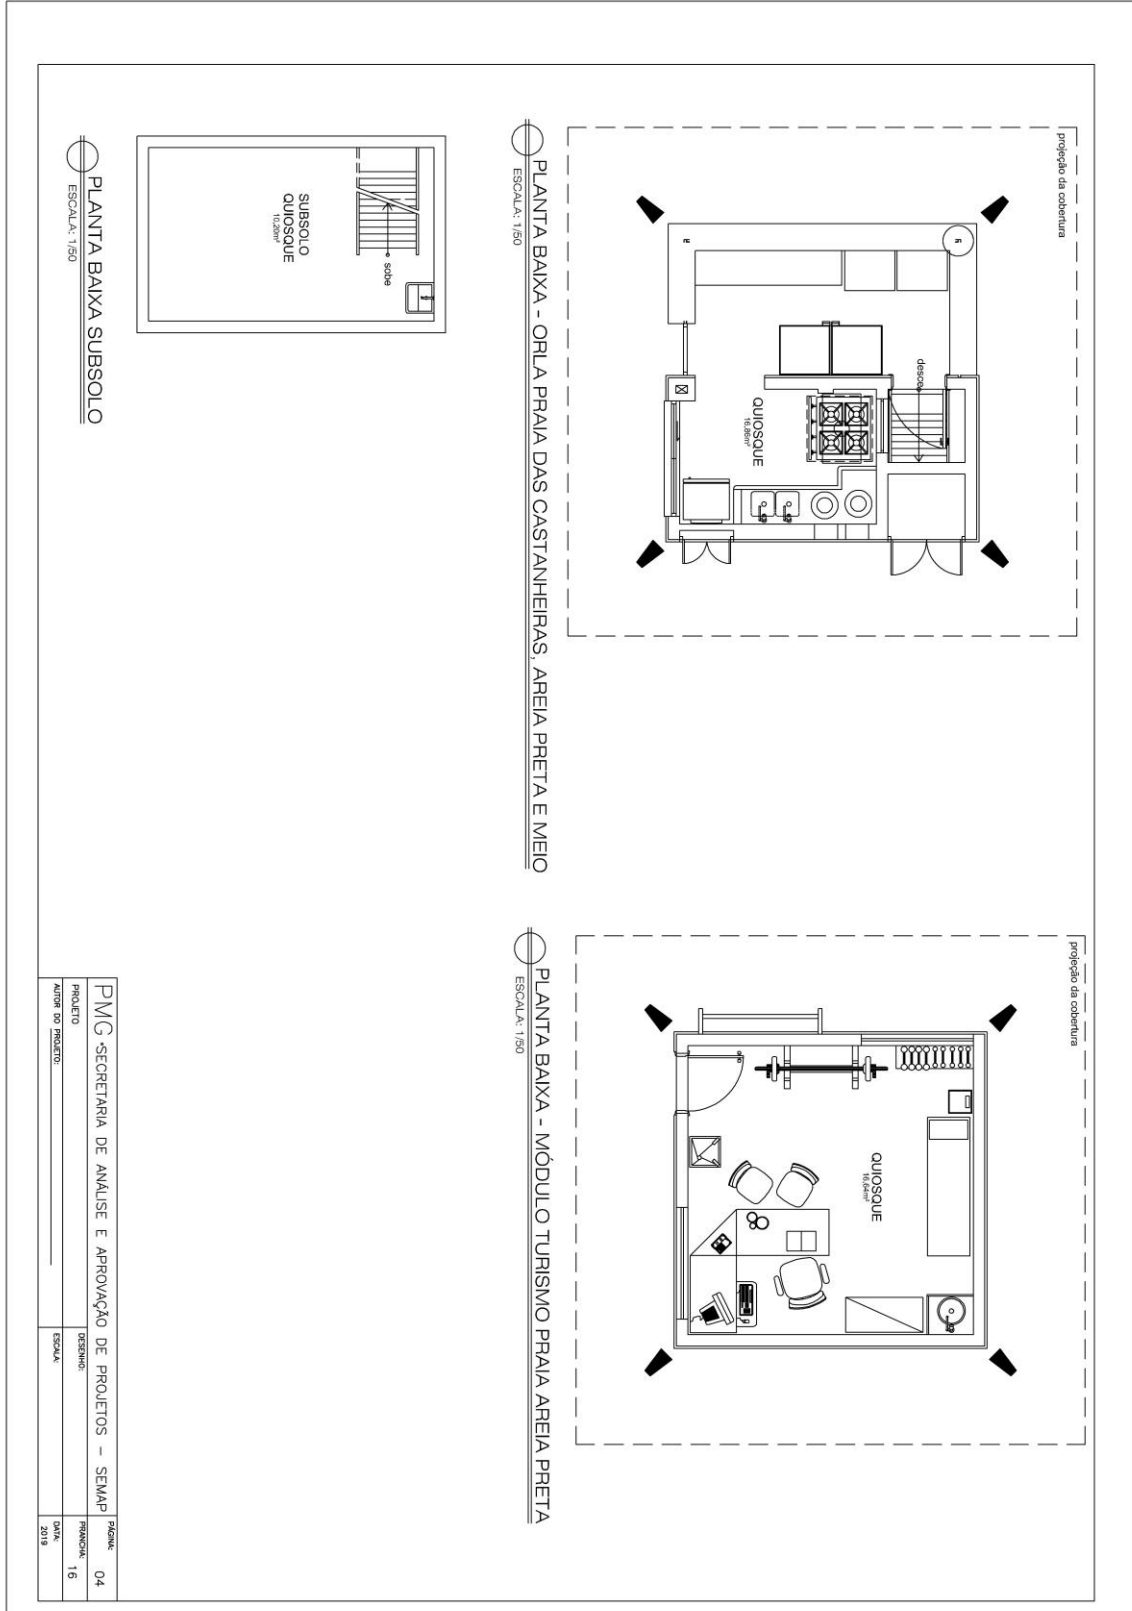 projeção da cobertura
desce
QUIOSQUE
16,86m²
PLANTA BAIXA - ORLA PRAIA DAS CASTANHEIRAS, AREIA PRETA E MEIO
ESCALA: 1/50
projeção da cobertura
QUIOSQUE
16,64m²
PLANTA BAIXA - MÓDULO TURISMO PRAIA AREIA PRETA
ESCALA: 1/50
sobe
SUBSOLO
QUIOSQUE
10,20m²
PLANTA BAIXA SUBSOLO
ESCALA: 1/50
PMG - SECRETARIA DE ANÁLISE E APROVAÇÃO DE PROJETOS - SEMAP
PÁGINA: 04
PROJETO
DESENHO:
PRANCHA: 16
AUTOR DO PROJETO:
ESCALA:
DATA:
2019